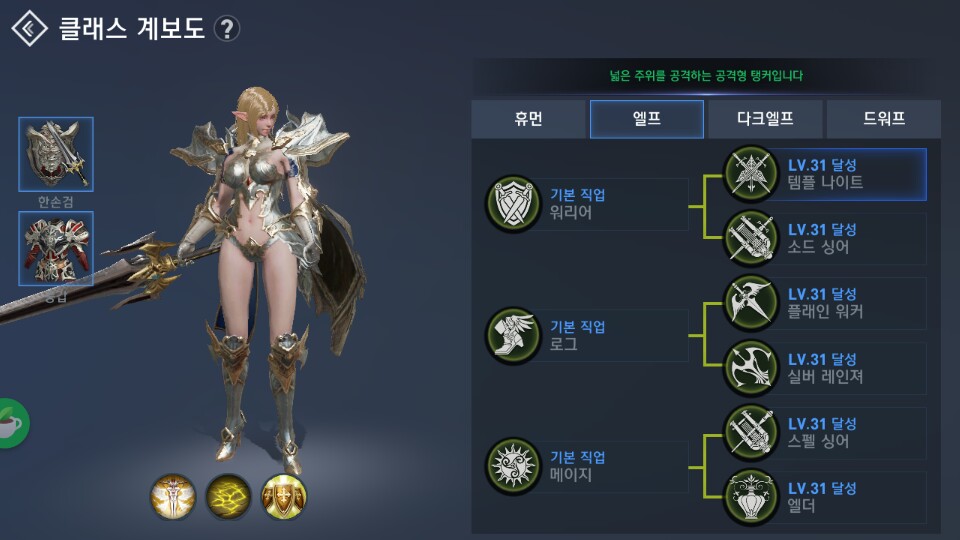 클래스 계보도 ?
넓은 주위를 공격하는 공격형 탱커입니다
휴먼
엘프
다크엘프
드워프
한손검
중갑
기본 직업
워리어
LV.31 달성
템플 나이트
LV.31 달성
소드 싱어
기본 직업
로그
LV.31 달성
플래인 워커
LV.31 달성
실버 레인져
기본 직업
메이지
LV.31 달성
스펠 싱어
LV.31 달성
엘더